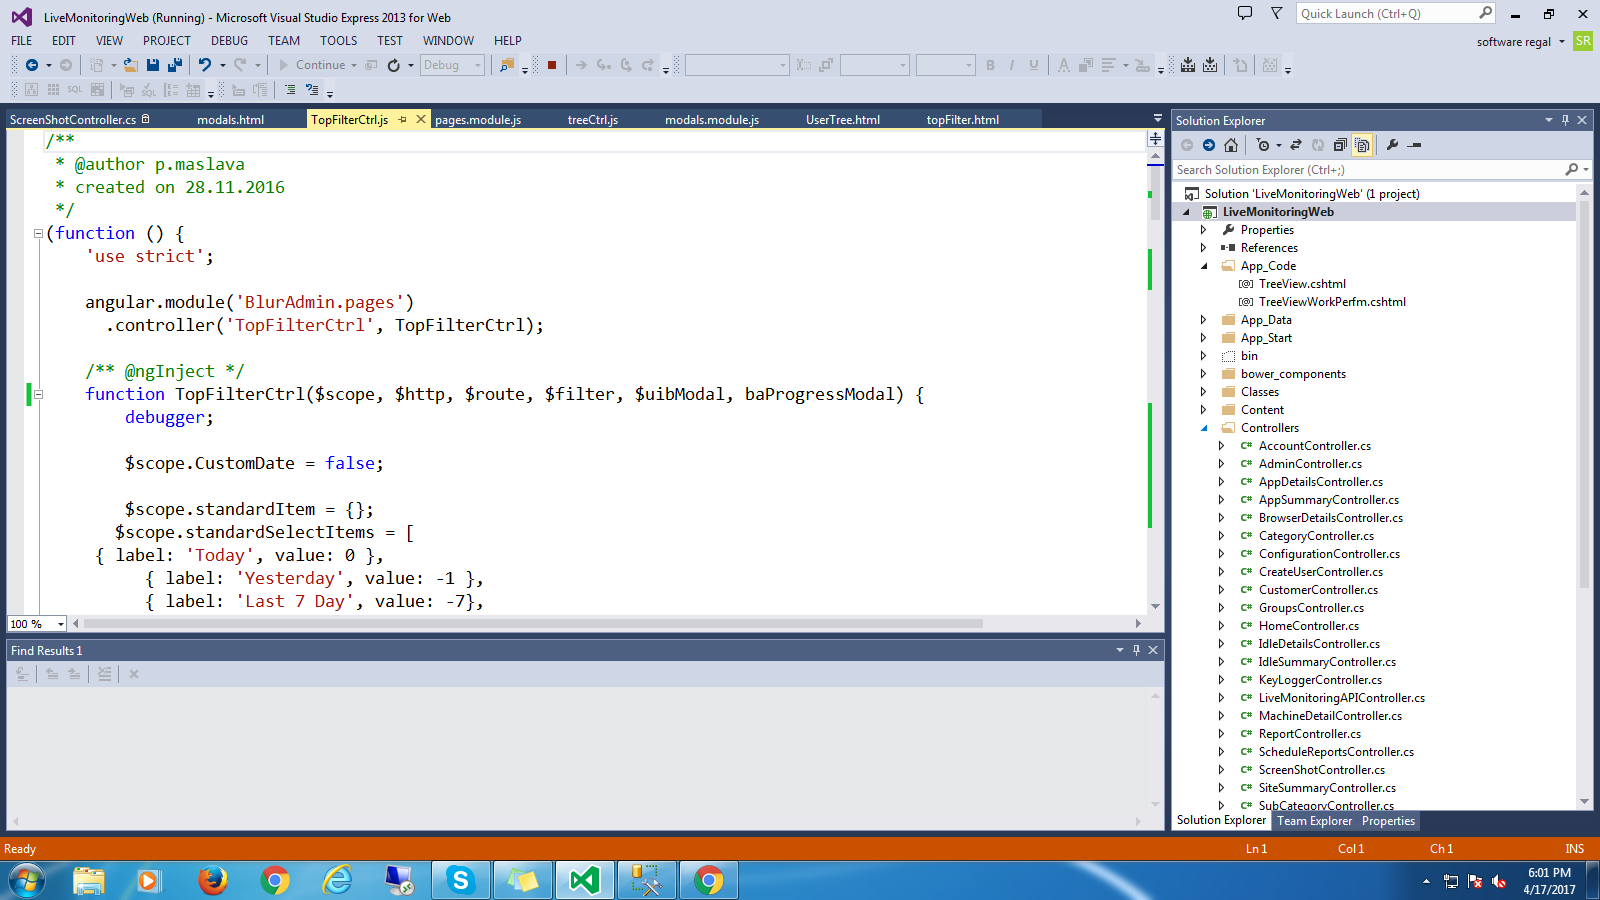 LiveMonitoringWeb (Running) - Microsoft Visual Studio Express 2013 for Web
Quick Launch (Ctrl+Q)
FILE EDIT VIEW PROJECT DEBUG TEAM TOOLS TEST WINDOW HELP
software regal SR
Continue Debug
B I U A
SQL SQL
ScreenShotController.cs modals.html TopFilterCtrl.js pages.module.js treeCtrl.js modals.module.js UserTree.html topFilter.html
/**
* @author p.maslava
* created on 28.11.2016
*/
(function () {
'use strict';
angular.module('BlurAdmin.pages')
.controller('TopFilterCtrl', TopFilterCtrl);
/** @ngInject */
function TopFilterCtrl($scope, $http, $route, $filter, $uibModal, baProgressModal) {
debugger;
$scope.CustomDate = false;
$scope.standardItem = {};
$scope.standardSelectItems = [
{ label: 'Today', value: 0 },
{ label: 'Yesterday', value: -1 },
{ label: 'Last 7 Day', value: -7},
100 %
Find Results 1
Solution Explorer
Search Solution Explorer (Ctrl+;)
Solution 'LiveMonitoringWeb' (1 project)
LiveMonitoringWeb
Properties
References
App_Code
TreeView.cshtml
TreeViewWorkPerfm.cshtml
App_Data
App_Start
bin
bower_components
Classes
Content
Controllers
C# AccountController.cs
C# AdminController.cs
C# AppDetailsController.cs
C# AppSummaryController.cs
C# BrowserDetailsController.cs
C# CategoryController.cs
C# ConfigurationController.cs
C# CreateUserController.cs
C# CustomerController.cs
C# GroupsController.cs
C# HomeController.cs
C# IdleDetailsController.cs
C# IdleSummaryController.cs
C# KeyLoggerController.cs
C# LiveMonitoringAPIController.cs
C# MachineDetailController.cs
C# ReportController.cs
C# ScheduleReportsController.cs
C# ScreenShotController.cs
C# SiteSummaryController.cs
C# SubCategoryController.cs
Solution Explorer Team Explorer Properties
Ready Ln 1 Col 1 Ch 1 INS
6:01 PM
4/17/2017